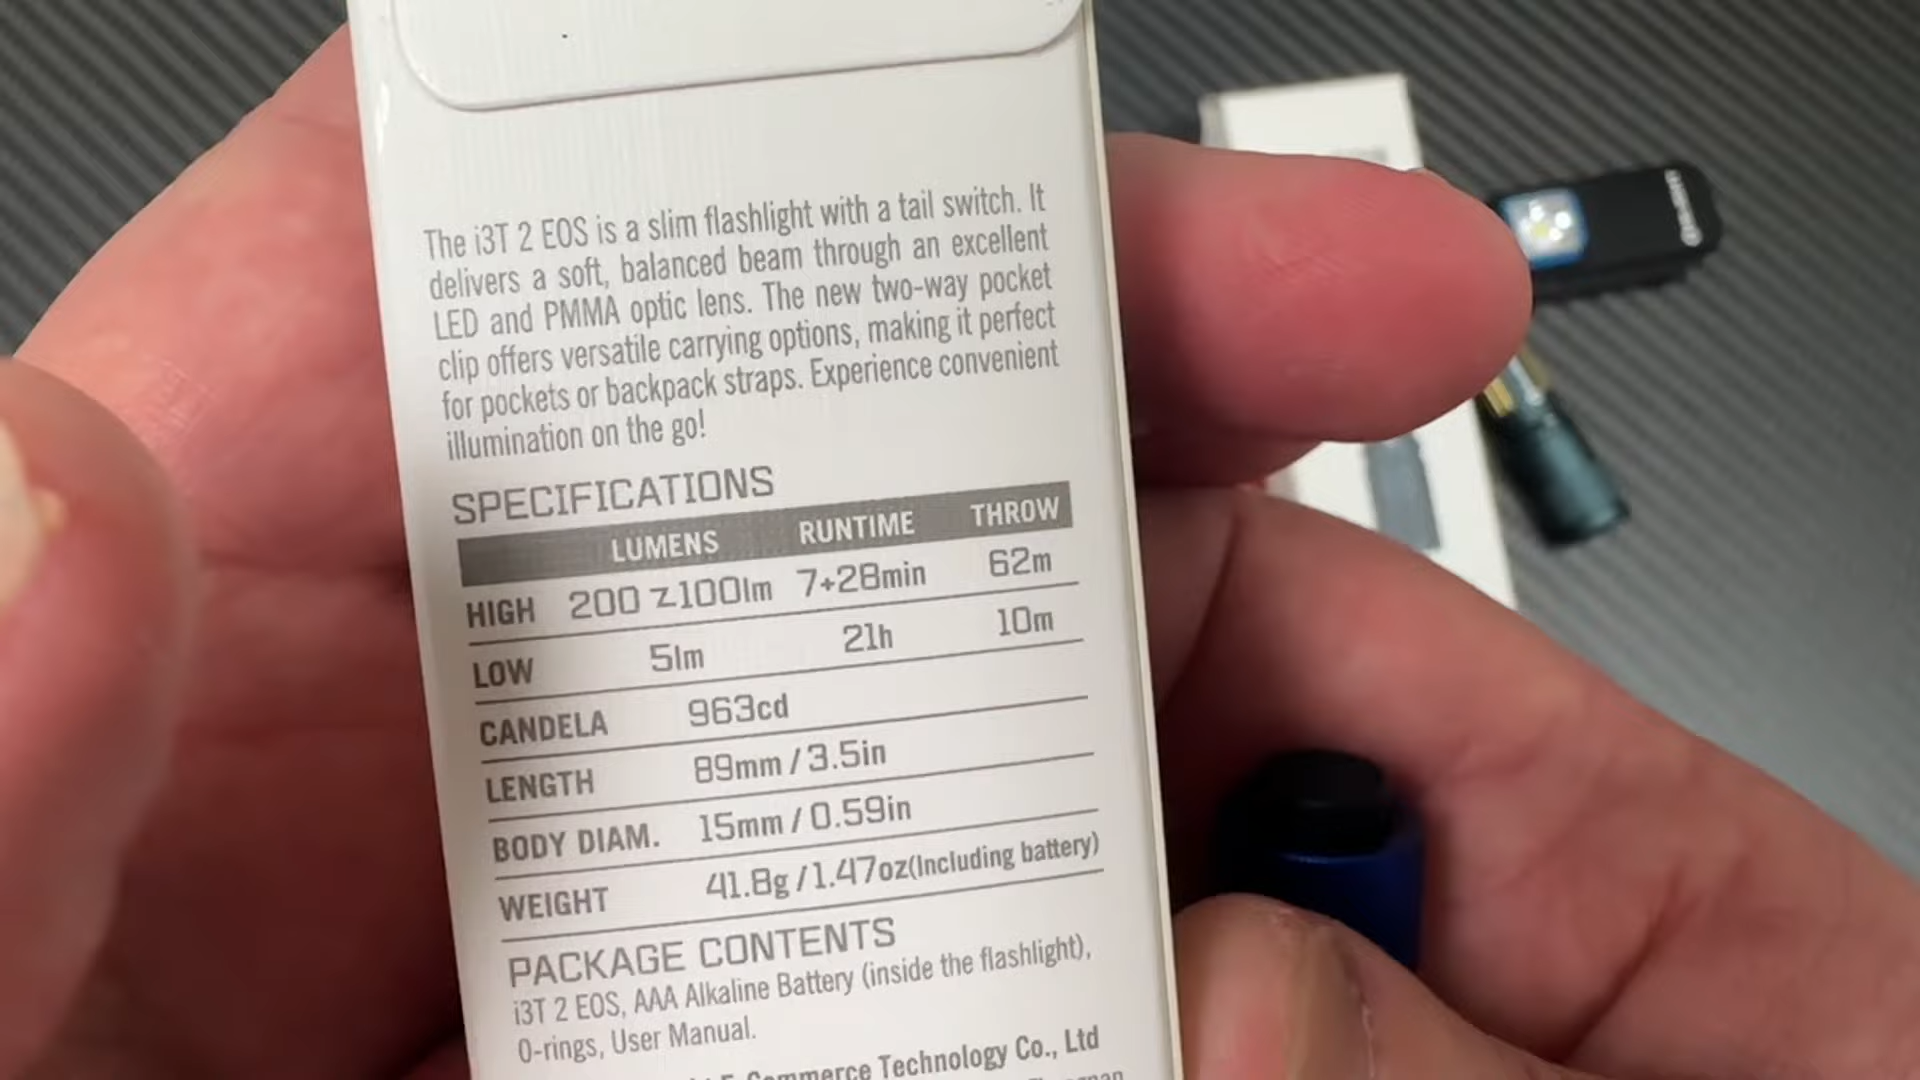 The i3T 2 EOS is a slim flashlight with a tail switch. It
delivers a soft, balanced beam through an excellent
LED and PMMA optic lens. The new two-way pocket
clip offers versatile carrying options, making it perfect
for pockets or backpack straps. Experience convenient
illumination on the go!
SPECIFICATIONS
LUMENS RUNTIME THROW
HIGH 200 ㄣ100lm 7+28min 62m
LOW 5lm 21h 10m
CANDELA 963cd
LENGTH 89mm / 3.5in
BODY DIAM. 15mm / 0.59in
WEIGHT 41.8g / 1.47oz(Including battery)
PACKAGE CONTENTS
i3T 2 EOS, AAA Alkaline Battery (inside the flashlight),
O-rings, User Manual.
E-Commerce Technology Co., Ltd